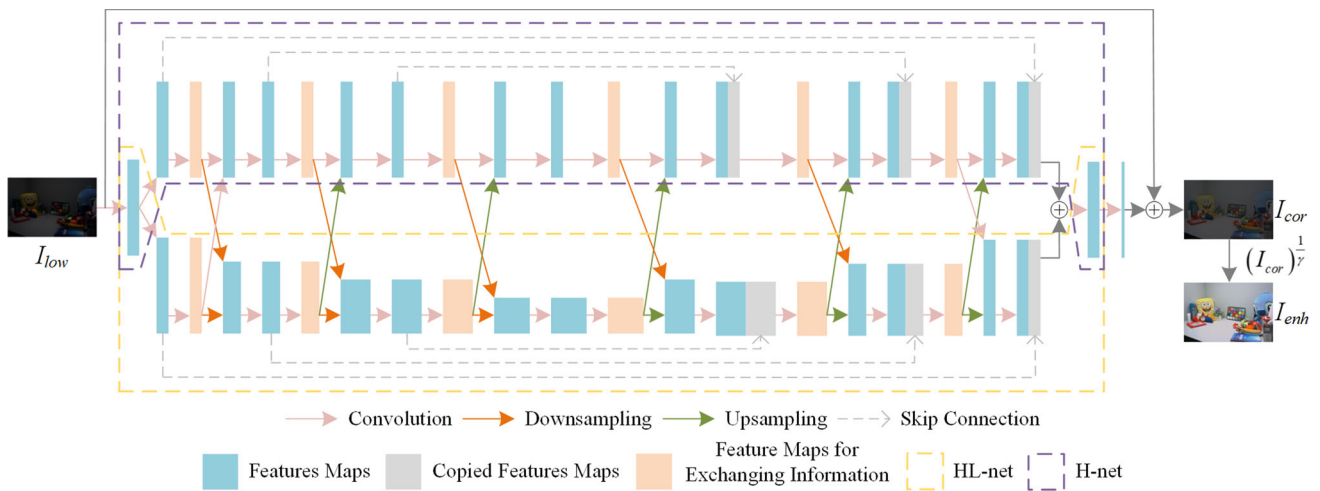 I_low
I_cor
(I_cor)^{1/γ}
I_enh
Convolution
Downsampling
Upsampling
Skip Connection
Features Maps
Copied Features Maps
Feature Maps for
Exchanging Information
HL-net
H-net